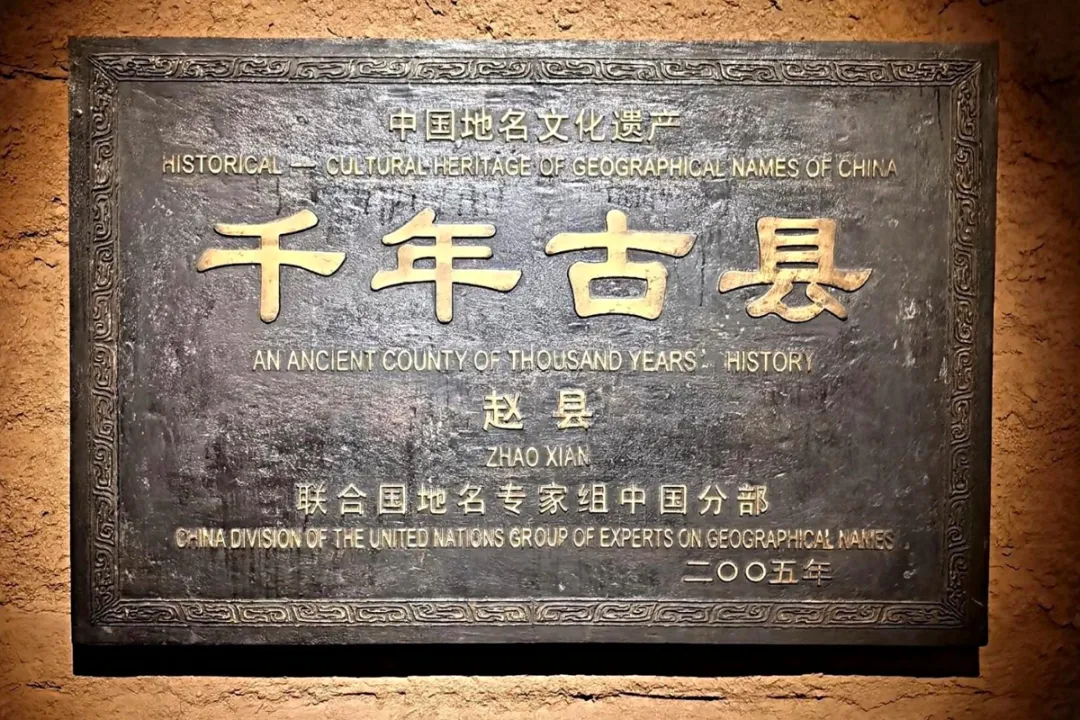 中国地名文化遗产
HISTORICAL — CULTURAL HERITAGE OF GEOGRAPHICAL NAMES OF CHINA
千年古县
AN ANCIENT COUNTY OF THOUSAND YEARS' HISTORY
赵县
ZHAO XIAN
联合国地名专家组中国分部
CHINA DIVISION OF THE UNITED NATIONS GROUP OF EXPERTS ON GEOGRAPHICAL NAMES
二〇〇五年